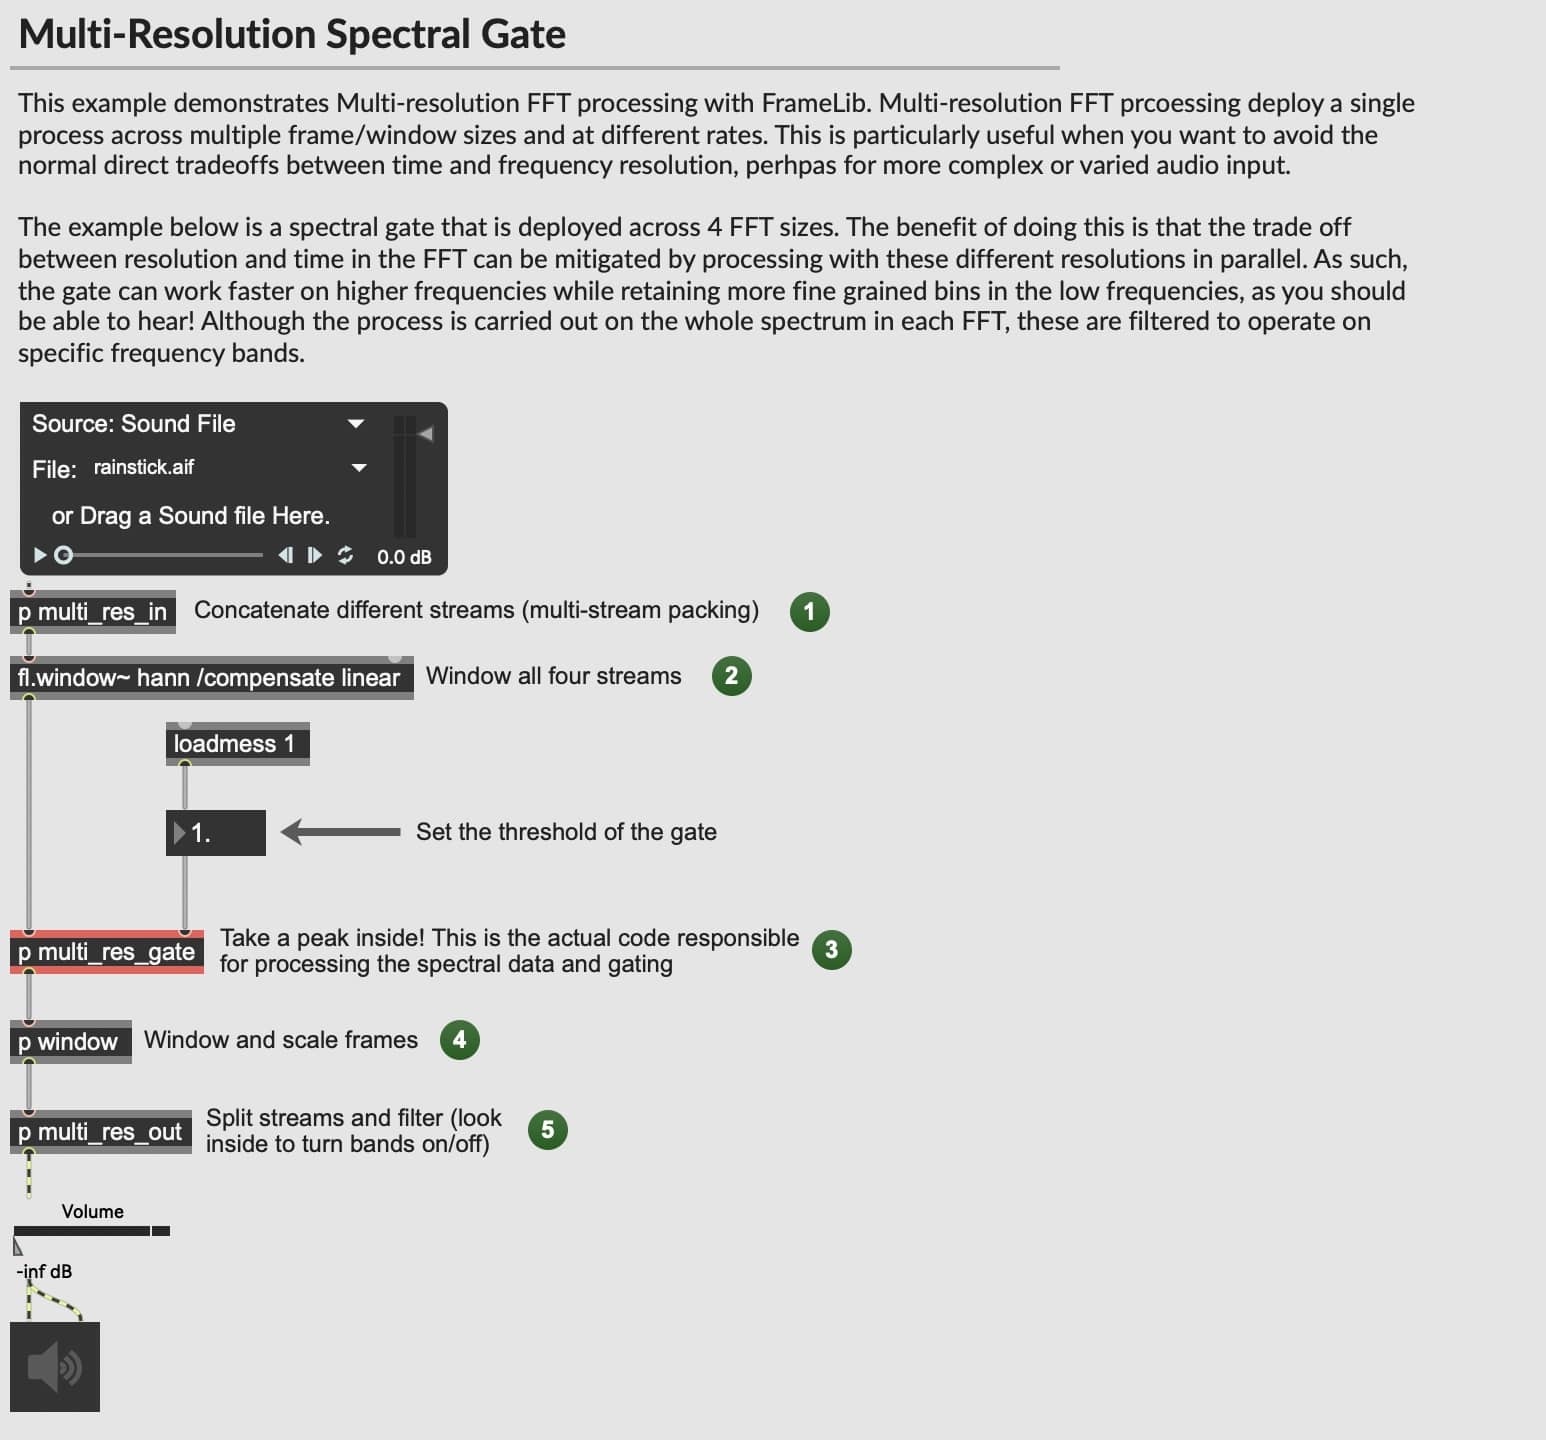 Multi-Resolution Spectral Gate
This example demonstrates Multi-resolution FFT processing with FrameLib. Multi-resolution FFT prcoessing deploy a single
process across multiple frame/window sizes and at different rates. This is particularly useful when you want to avoid the
normal direct tradeoffs between time and frequency resolution, perhpas for more complex or varied audio input.
The example below is a spectral gate that is deployed across 4 FFT sizes. The benefit of doing this is that the trade off
between resolution and time in the FFT can be mitigated by processing with these different resolutions in parallel. As such,
the gate can work faster on higher frequencies while retaining more fine grained bins in the low frequencies, as you should
be able to hear! Although the process is carried out on the whole spectrum in each FFT, these are filtered to operate on
specific frequency bands.
Source: Sound File
File: rainstick.aif
or Drag a Sound file Here.
0.0 dB
p multi_res_in Concatenate different streams (multi-stream packing) 1
fl.window~ hann /compensate linear Window all four streams 2
loadmess 1
1. Set the threshold of the gate
p multi_res_gate Take a peak inside! This is the actual code responsible
for processing the spectral data and gating 3
p window Window and scale frames 4
p multi_res_out Split streams and filter (look
inside to turn bands on/off) 5
Volume
-inf dB